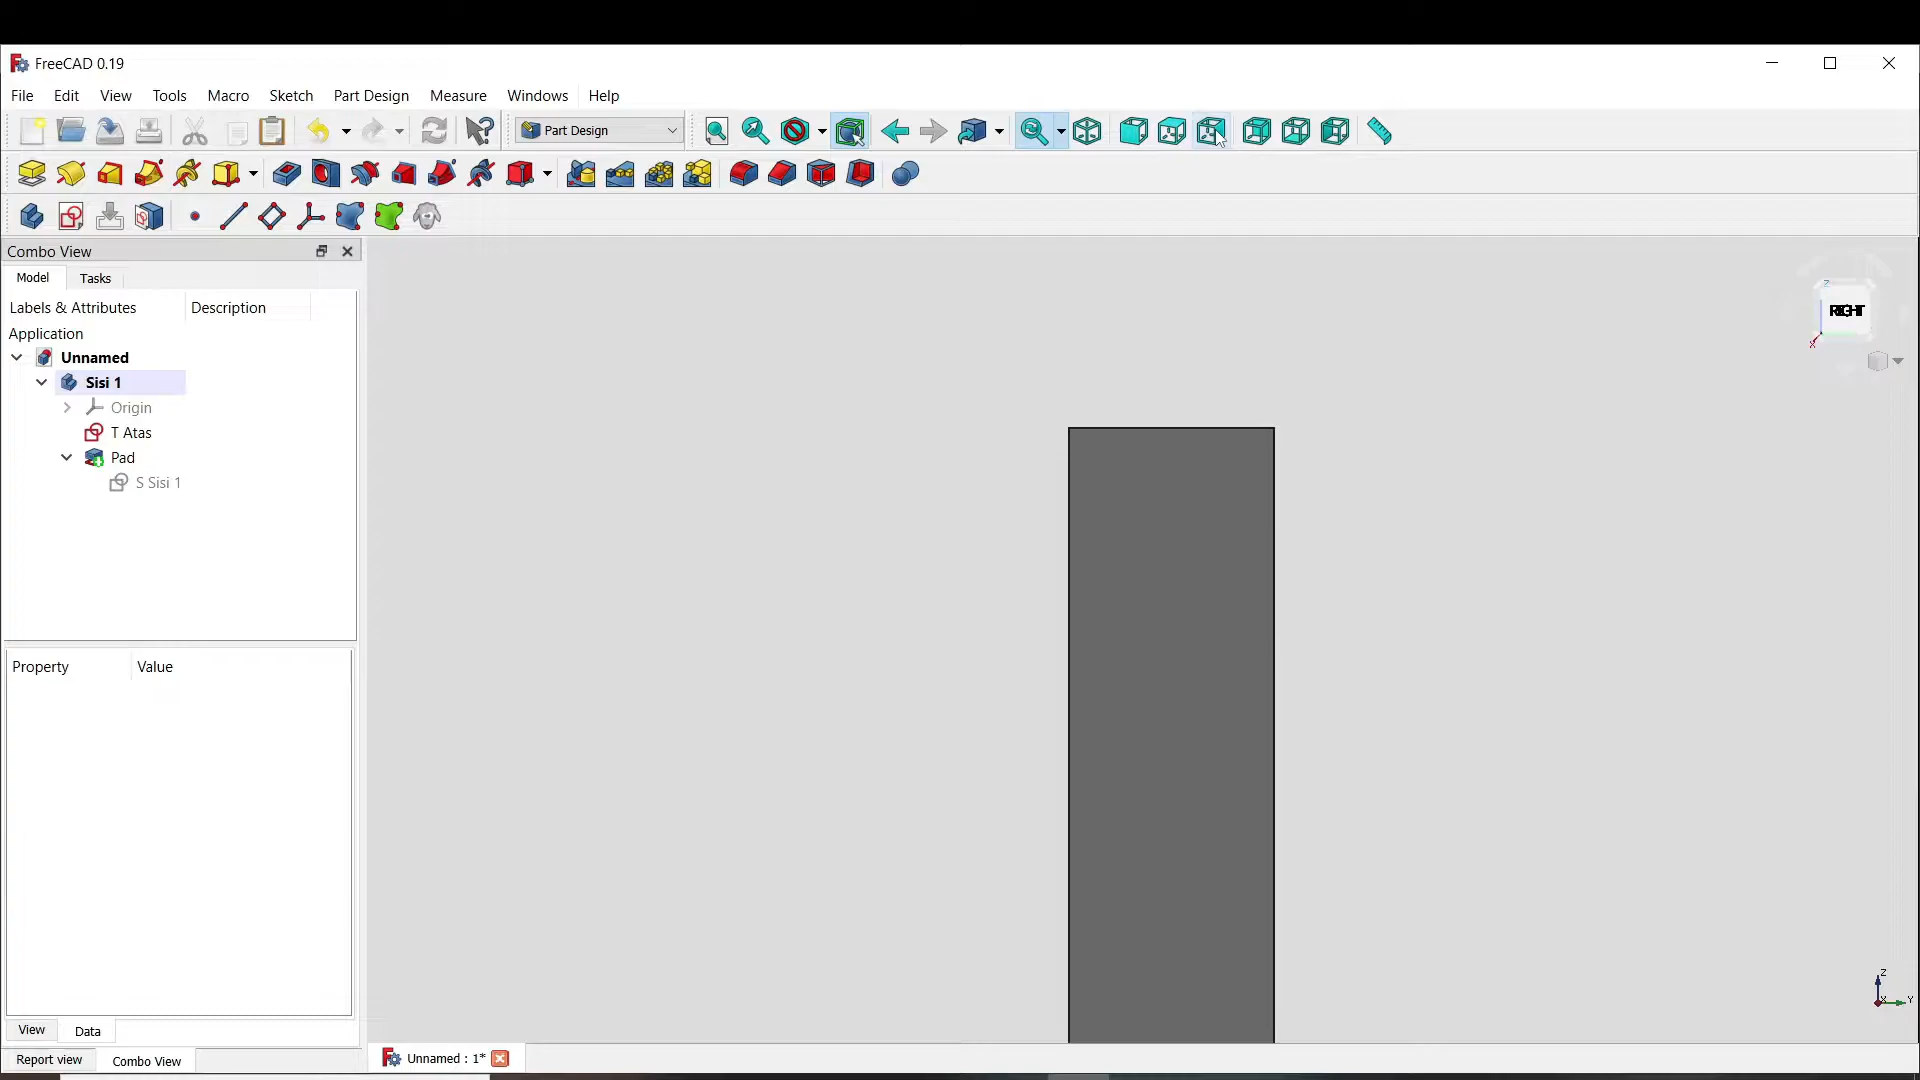 FreeCAD 0.19
File Edit View Tools Macro Sketch Part Design Measure Windows Help
Part Design
Combo View
Model Tasks
Labels & Attributes Description
Application
Unnamed
Sisi 1
Origin
T Atas
Pad
S Sisi 1
Property Value
View Data
Report view Combo View
Unnamed : 1*
Z
RIGHT
X
Z
X
Y